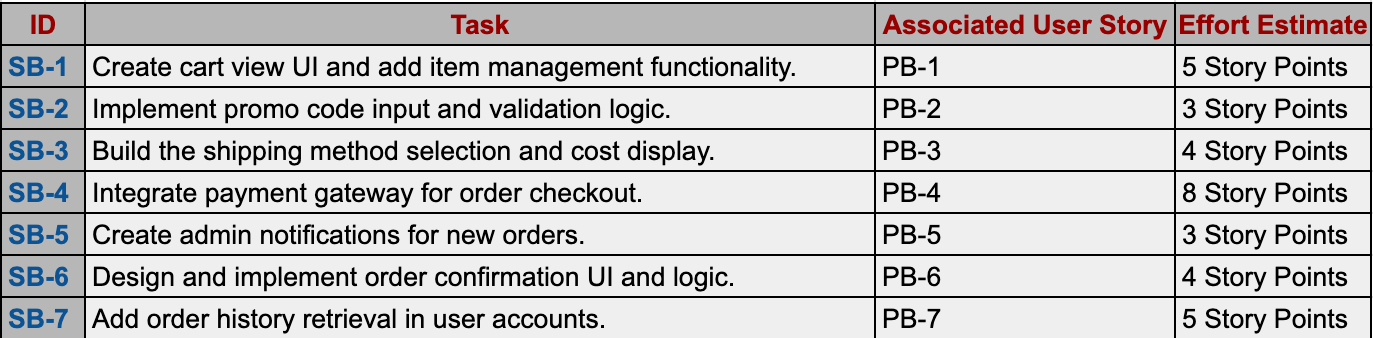 ID Task Associated User Story Effort Estimate
SB-1 Create cart view UI and add item management functionality. PB-1 5 Story Points
SB-2 Implement promo code input and validation logic. PB-2 3 Story Points
SB-3 Build the shipping method selection and cost display. PB-3 4 Story Points
SB-4 Integrate payment gateway for order checkout. PB-4 8 Story Points
SB-5 Create admin notifications for new orders. PB-5 3 Story Points
SB-6 Design and implement order confirmation UI and logic. PB-6 4 Story Points
SB-7 Add order history retrieval in user accounts. PB-7 5 Story Points